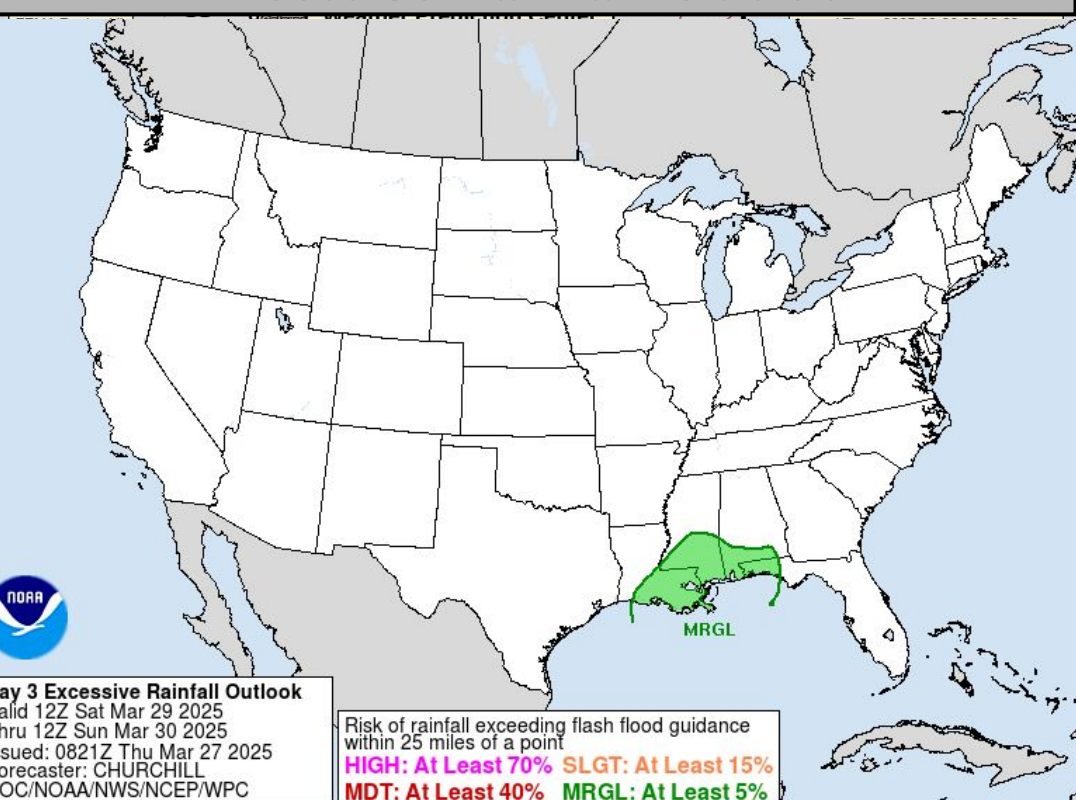 Weather Prediction Center
NOAA
MRGL
ay 3 Excessive Rainfall Outlook
alid 12Z Sat Mar 29 2025
hru 12Z Sun Mar 30 2025
ssued: 0821Z Thu Mar 27 2025
orecaster: CHURCHILL
OC/NOAA/NWS/NCEP/WPC
Risk of rainfall exceeding flash flood guidance
within 25 miles of a point
HIGH: At Least 70% SLGT: At Least 15%
MDT: At Least 40% MRGL: At Least 5%